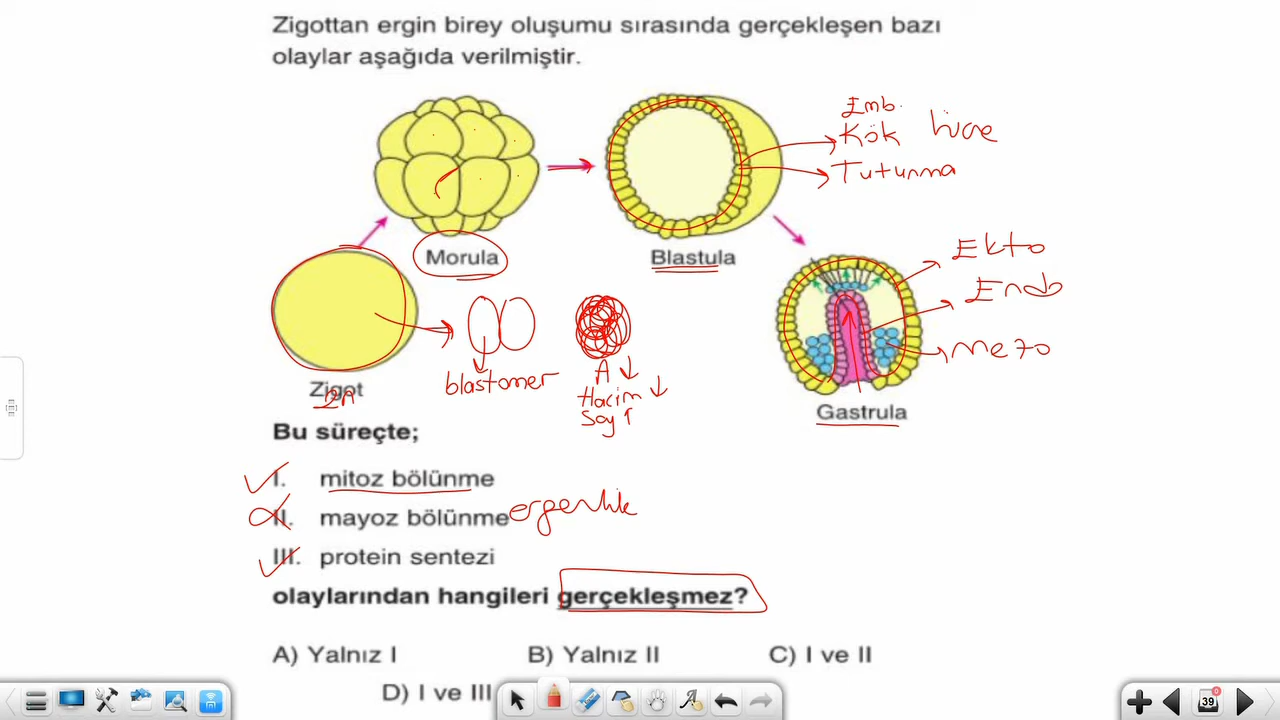 Zigottan ergin birey oluşumu sırasında gerçekleşen bazı
olaylar aşağıda verilmiştir.
Emb.
Kök hücre
Tutunma
Morula
Blastula
Ekto
Endo
Mezo
blastomer
A ↓
Hacim ↓
Sayı ↑
Zigot
2n
Gastrula
Bu süreçte;
I. mitoz bölünme
II. mayoz bölünme ergenlik
III. protein sentezi
olaylarından hangileri gerçekleşmez?
A) Yalnız I B) Yalnız II C) I ve II
D) I ve III
39
0